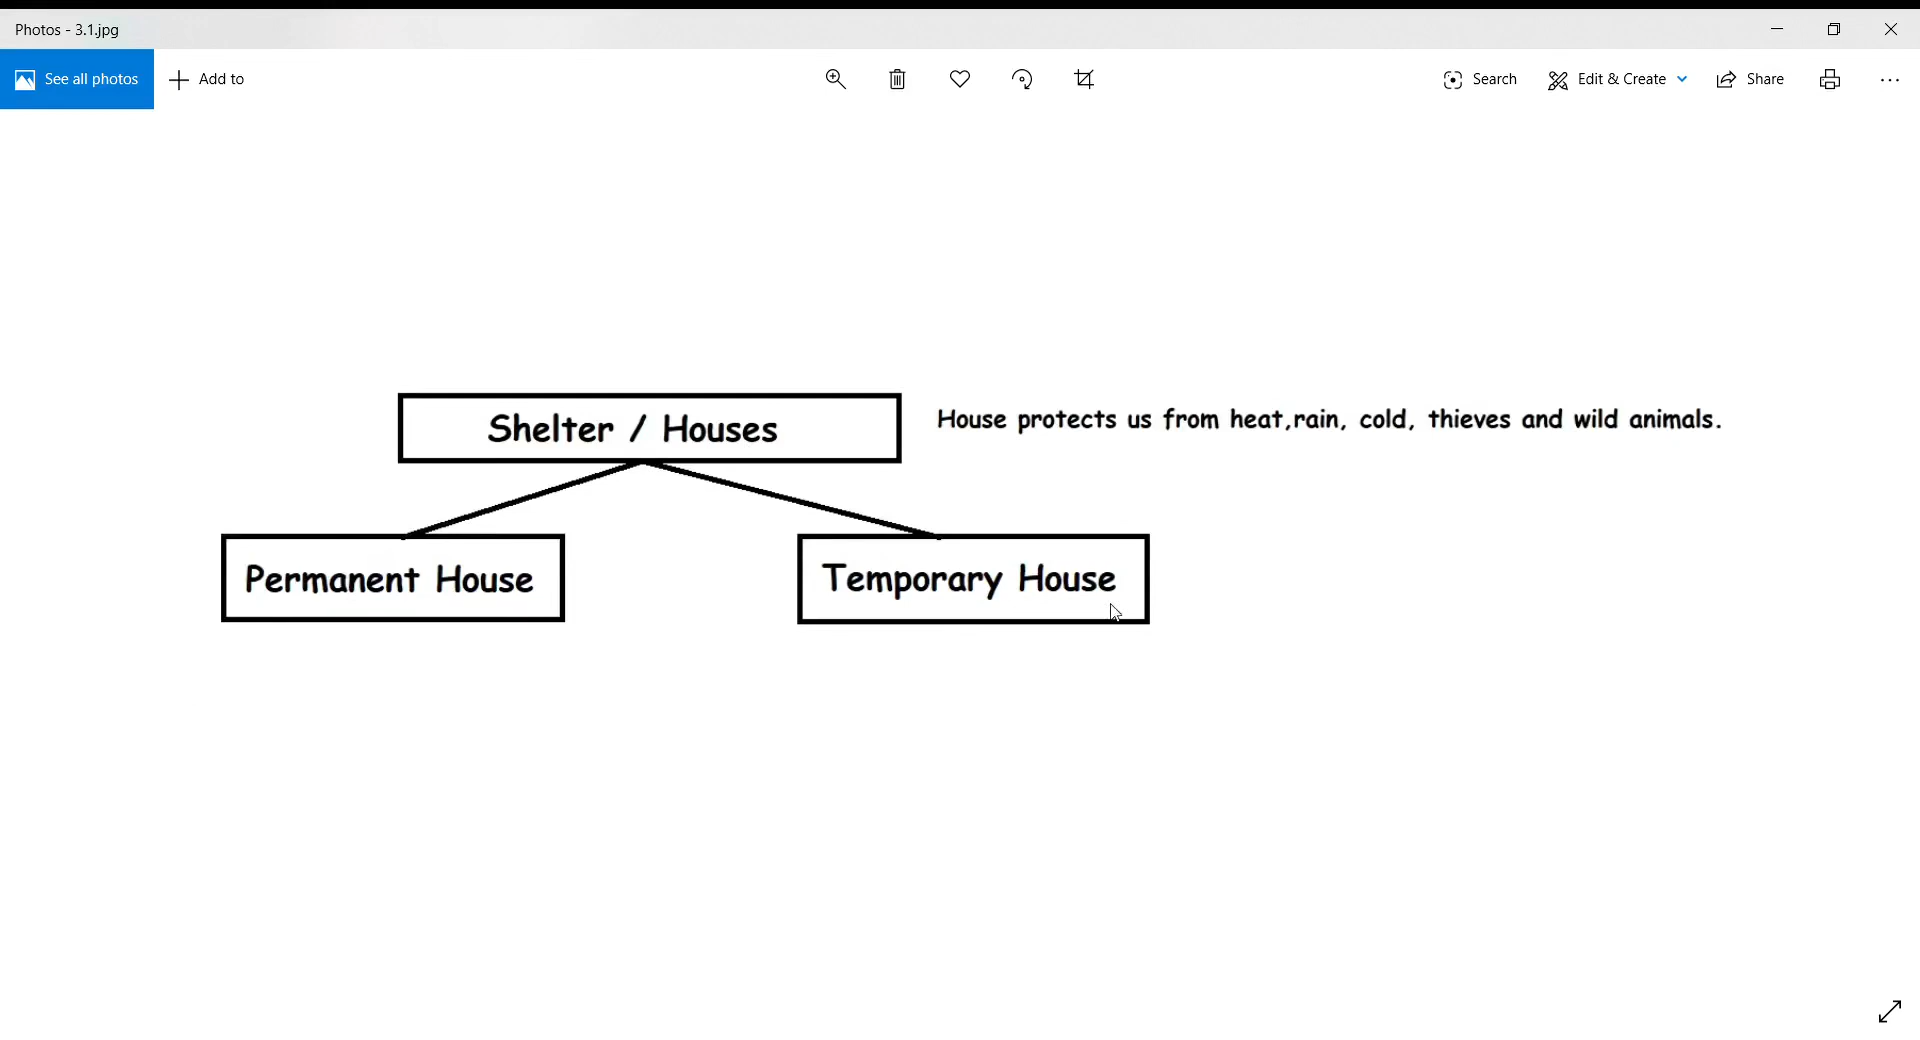 Photos - 3.1.jpg
See all photos
Add to
Search
Edit & Create
Share
Shelter / Houses
House protects us from heat,rain, cold, thieves and wild animals.
Permanent House
Temporary House